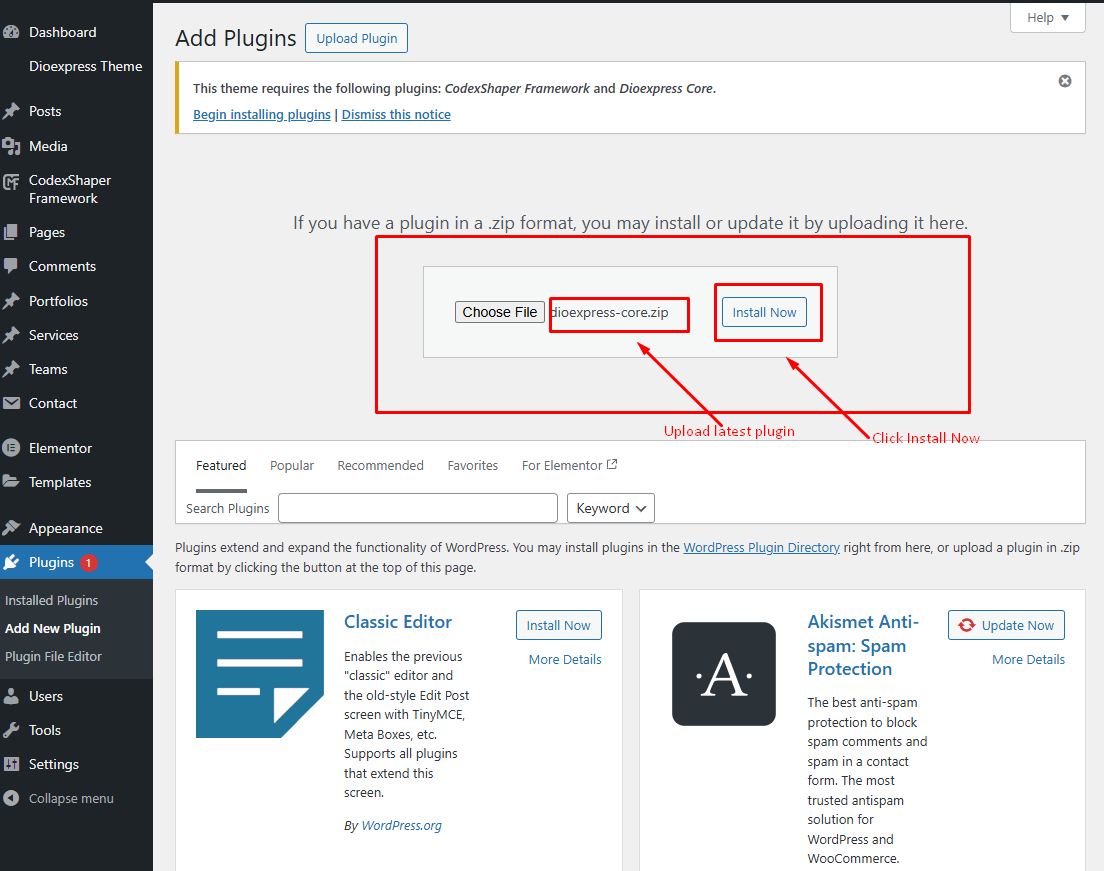 Dashboard
Dioexpress Theme
Posts
Media
CodexShaper
Framework
Pages
Comments
Portfolios
Services
Teams
Contact
Elementor
Templates
Appearance
Plugins 1
Installed Plugins
Add New Plugin
Plugin File Editor
Users
Tools
Settings
Collapse menu
Help
Add Plugins
Upload Plugin
This theme requires the following plugins: CodexShaper Framework and Dioexpress Core.
Begin installing plugins | Dismiss this notice
If you have a plugin in a .zip format, you may install or update it by uploading it here.
Choose File dioexpress-core.zip
Install Now
Upload latest plugin
Click Install Now
Featured Popular Recommended Favorites For Elementor
Search Plugins Keyword
Plugins extend and expand the functionality of WordPress. You may install plugins in the WordPress Plugin Directory right from here, or upload a plugin in .zip
format by clicking the button at the top of this page.
Classic Editor
Install Now
More Details
Enables the previous
"classic" editor and
the old-style Edit Post
screen with TinyMCE,
Meta Boxes, etc.
Supports all plugins
that extend this
screen.
By WordPress.org
·A·
Akismet Anti-
spam: Spam
Protection
Update Now
More Details
The best anti-spam
protection to block
spam comments and
spam in a contact
form. The most
trusted antispam
solution for
WordPress and
WooCommerce.